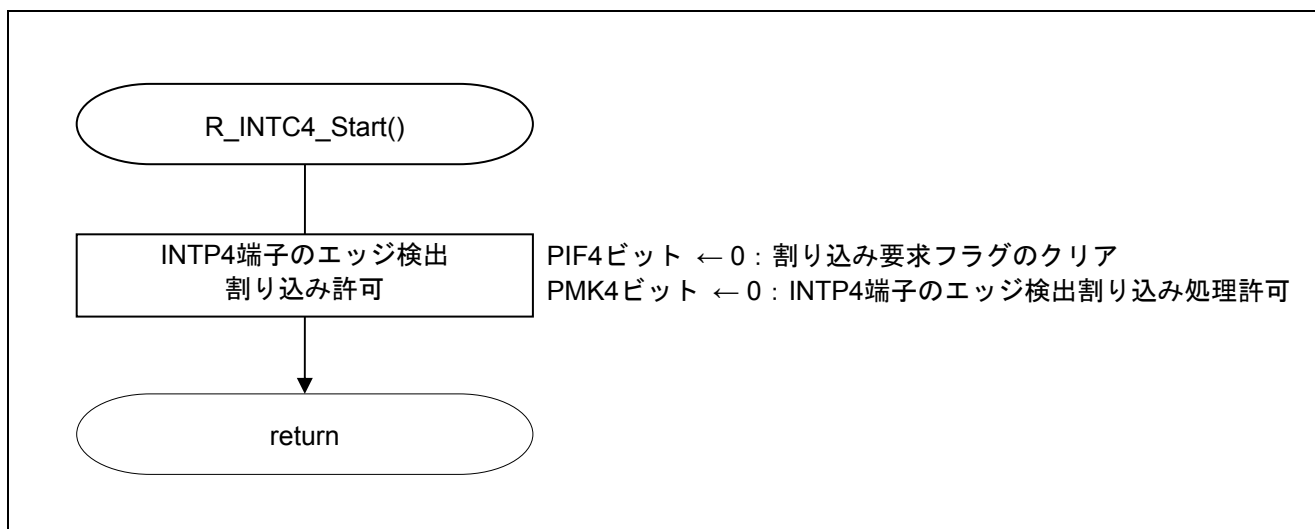 R_INTC4_Start()
INTP4端子のエッジ検出
割り込み許可
PIF4ビット ← 0：割り込み要求フラグのクリア
PMK4ビット ← 0：INTP4端子のエッジ検出割り込み処理許可
return